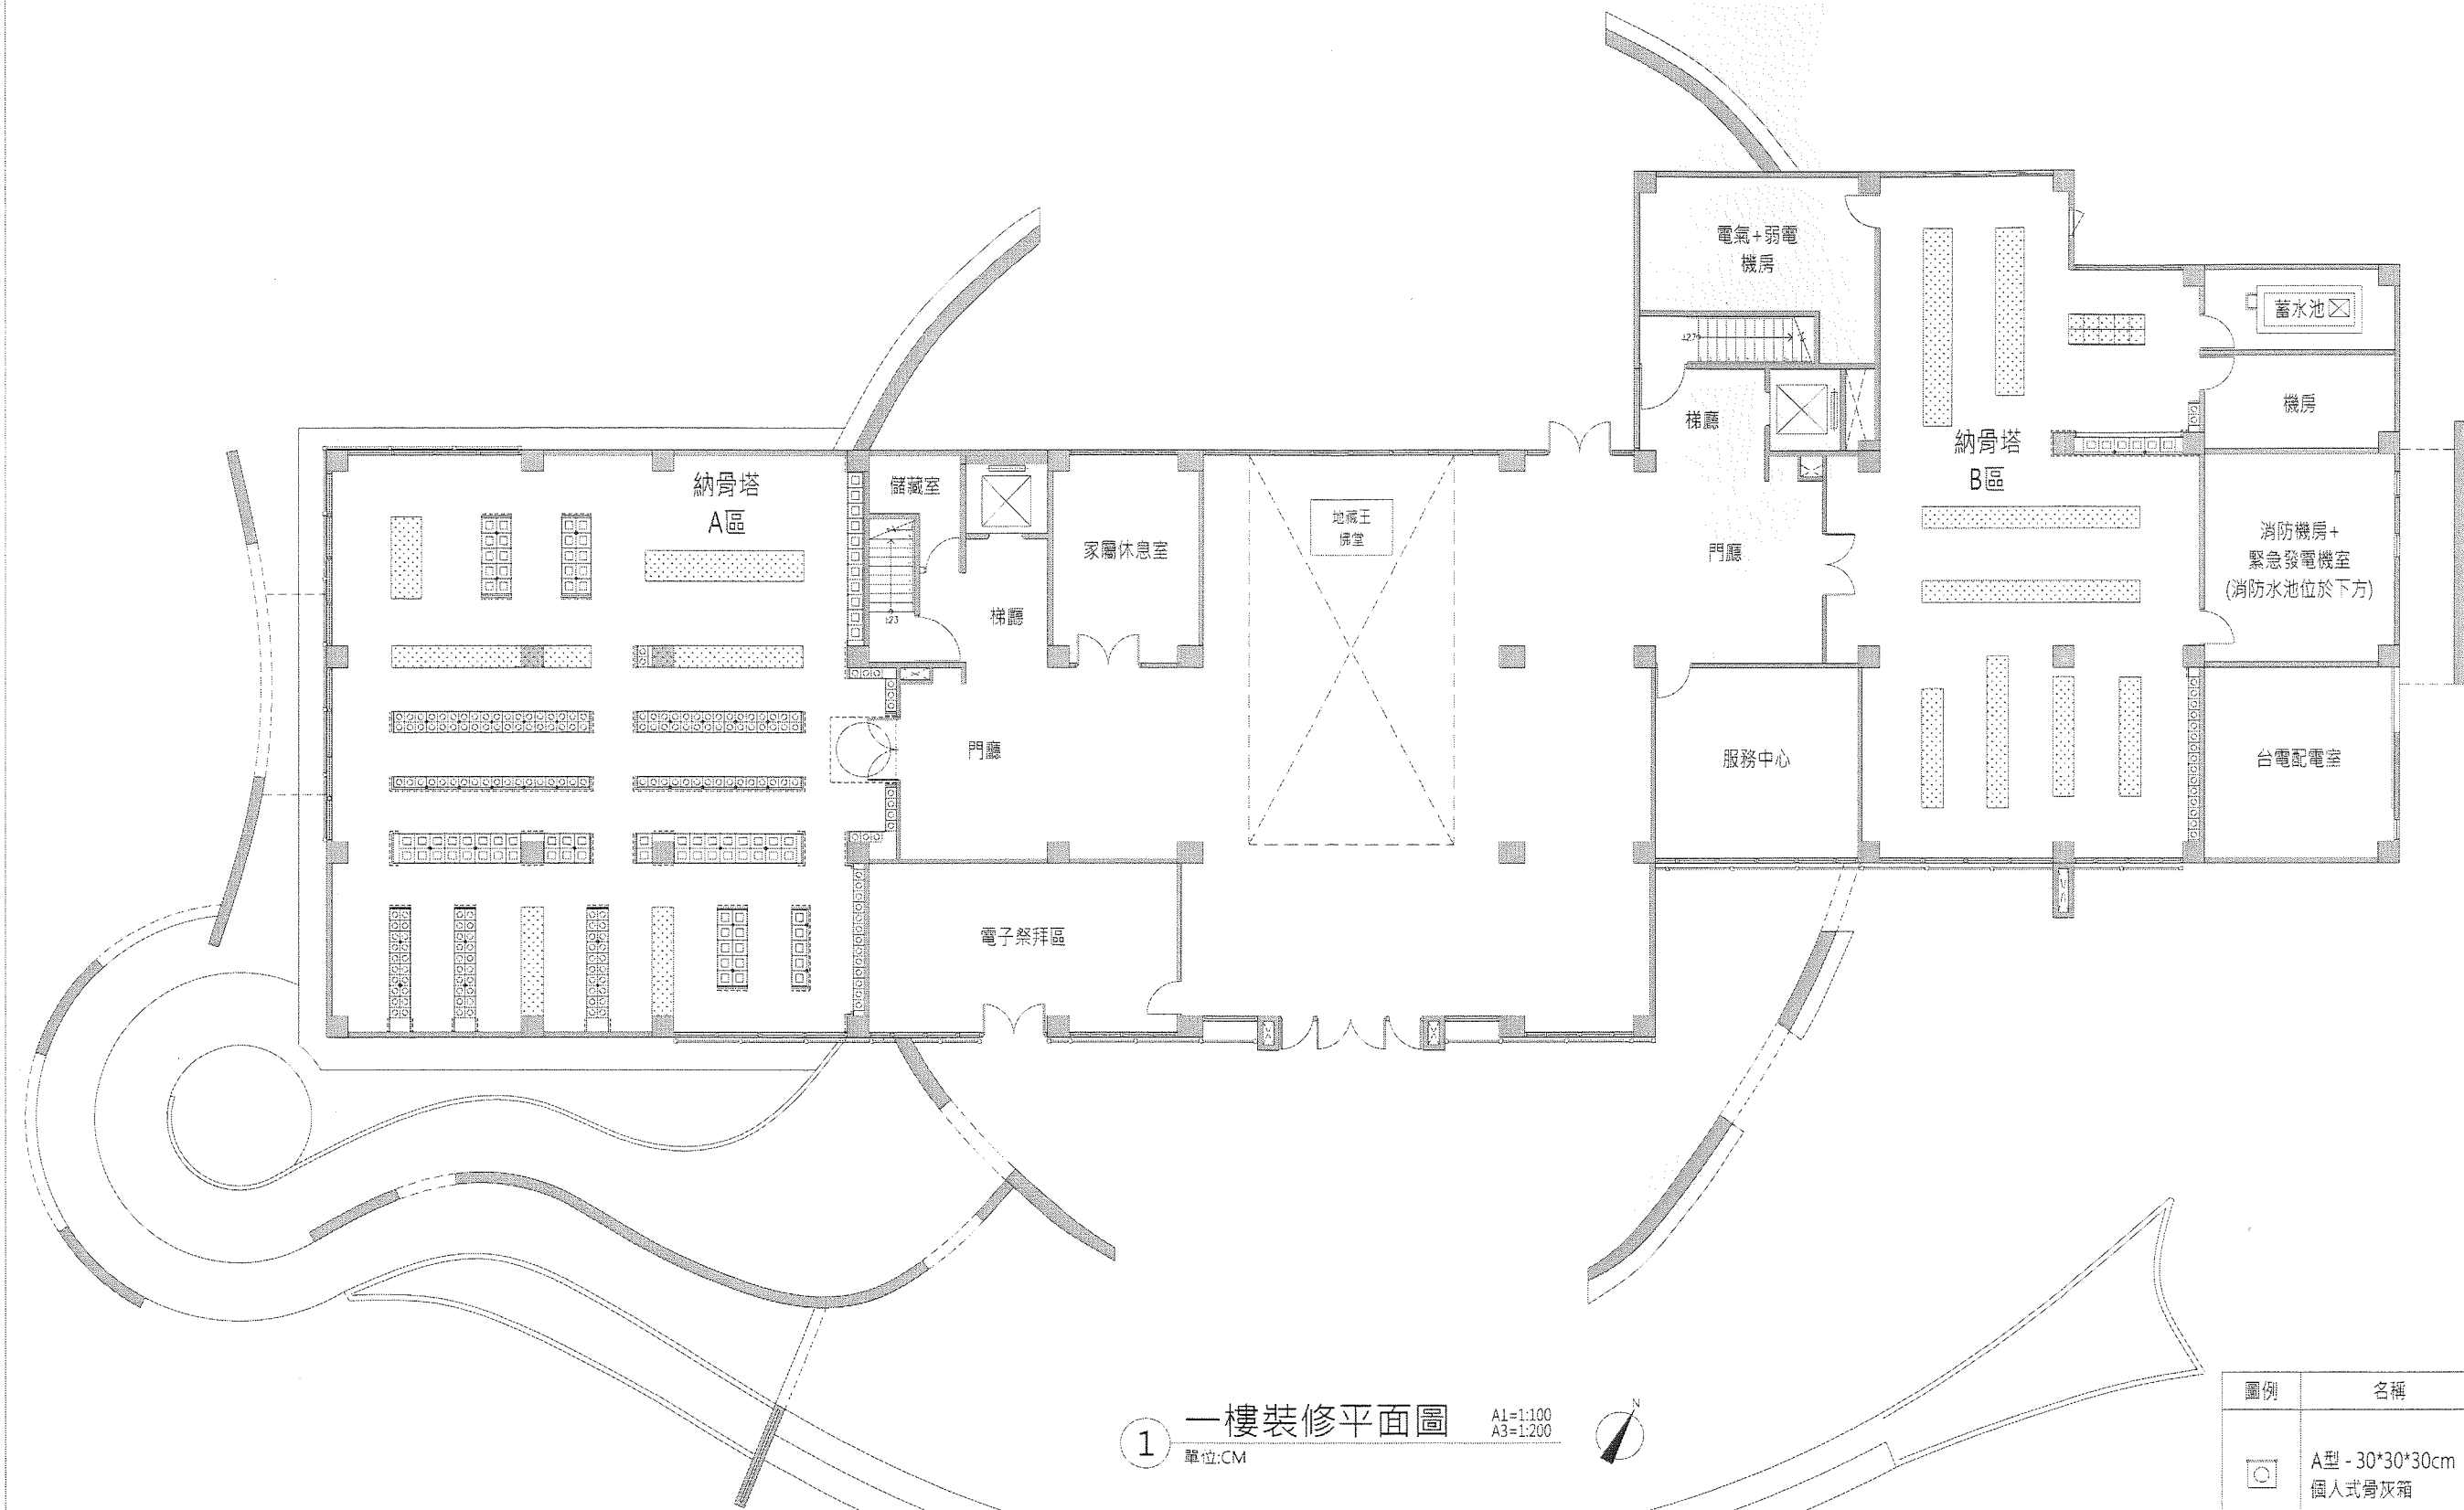 電氣+弱電
機房
蓄水池
127
梯廳
機房
納骨塔
B區
納骨塔
A區
儲藏室
家屬休息室
地藏王
佛堂
門廳
消防機房+
緊急發電機室
(消防水池位於下方)
梯廳
123
門廳
服務中心
台電配電室
電子祭拜區
1
一樓裝修平面圖
A1=1:100
A3=1:200
單位:CM
N
圖例
名稱
A型 - 30*30*30cm
個人式骨灰箱